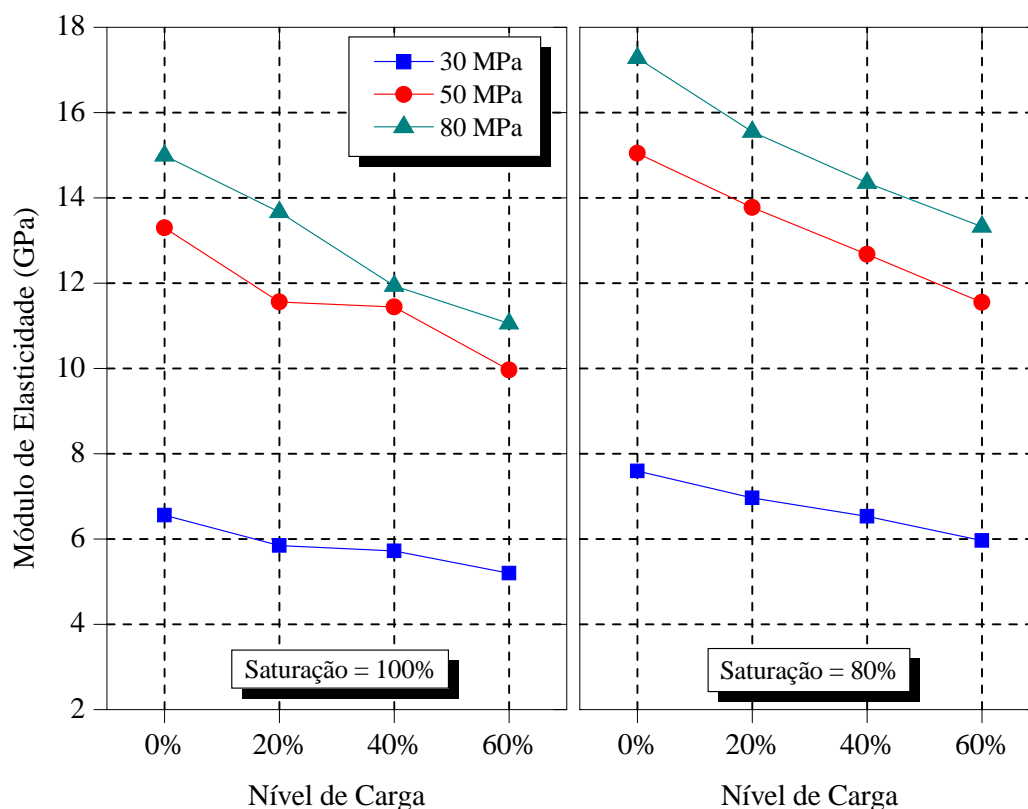 18
16
14
12
10
8
6
4
2
Módulo de Elasticidade (GPa)
30 MPa
50 MPa
80 MPa
Saturação = 100%
Saturação = 80%
0% 20% 40% 60%
0% 20% 40% 60%
Nível de Carga
Nível de Carga